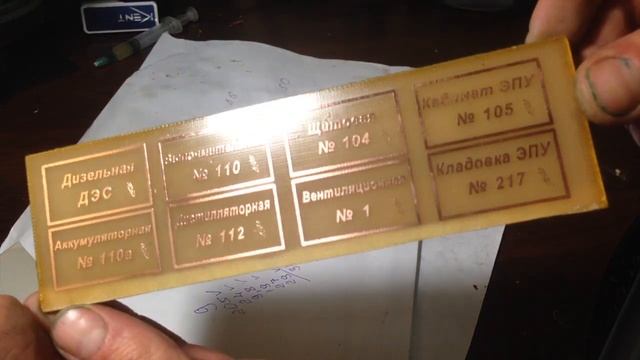 KENT
Дизельная
ДЭС
№ 110
Щитовая
№ 104
Кабинет ЭПУ
№ 105
Аккумуляторная
№ 110а
Дистилляторная
№ 112
Вентиляционная
№ 1
Кладовка ЭПУ
№ 217